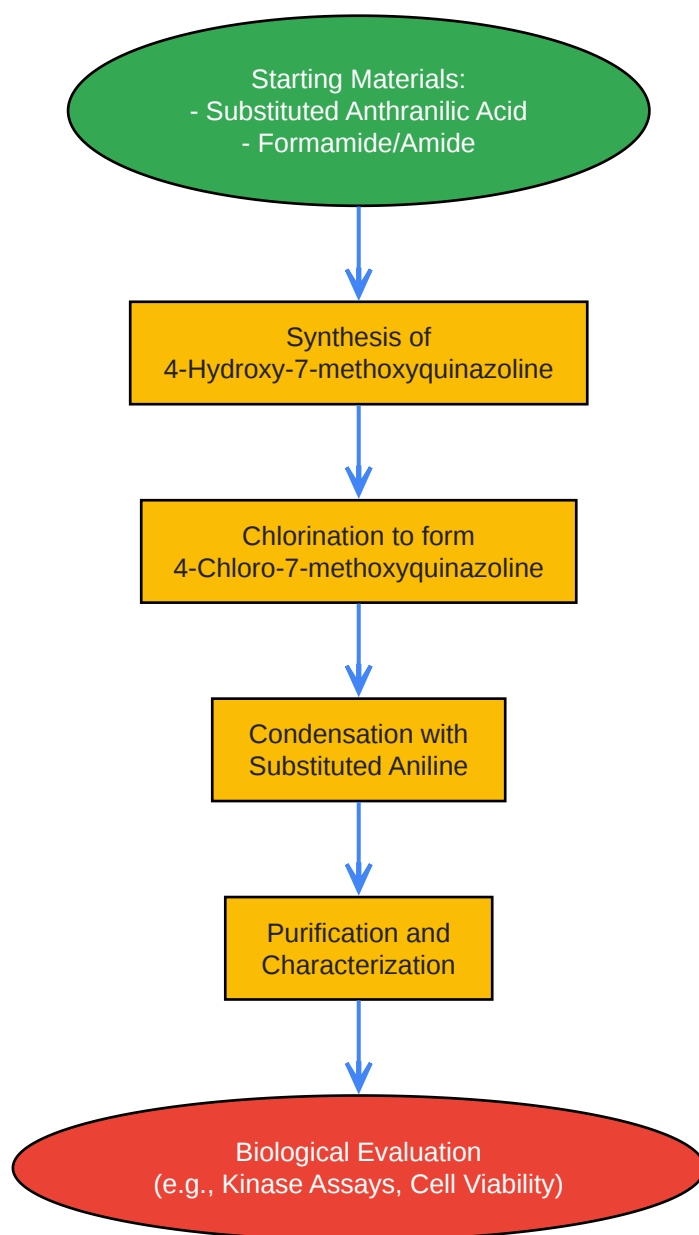 Starting Materials:
- Substituted Anthranilic Acid
- Formamide/Amide
Synthesis of
4-Hydroxy-7-methoxyquinazoline
Chlorination to form
4-Chloro-7-methoxyquinazoline
Condensation with
Substituted Aniline
Purification and
Characterization
Biological Evaluation
(e.g., Kinase Assays, Cell Viability)